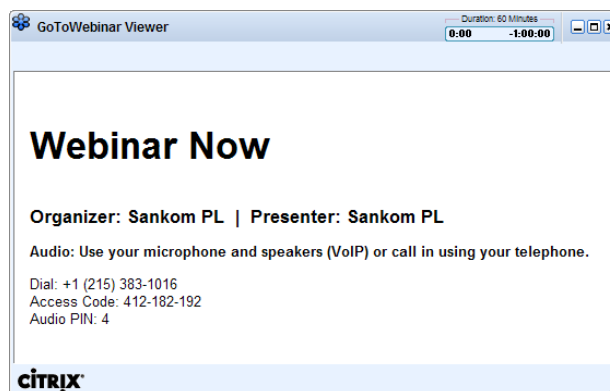 GoToWebinar Viewer
Duration: 60 Minutes
0:00 -1:00:00
Webinar Now
Organizer: Sankom PL | Presenter: Sankom PL
Audio: Use your microphone and speakers (VoIP) or call in using your telephone.
Dial: +1 (215) 383-1016
Access Code: 412-182-192
Audio PIN: 4
CİTRIX